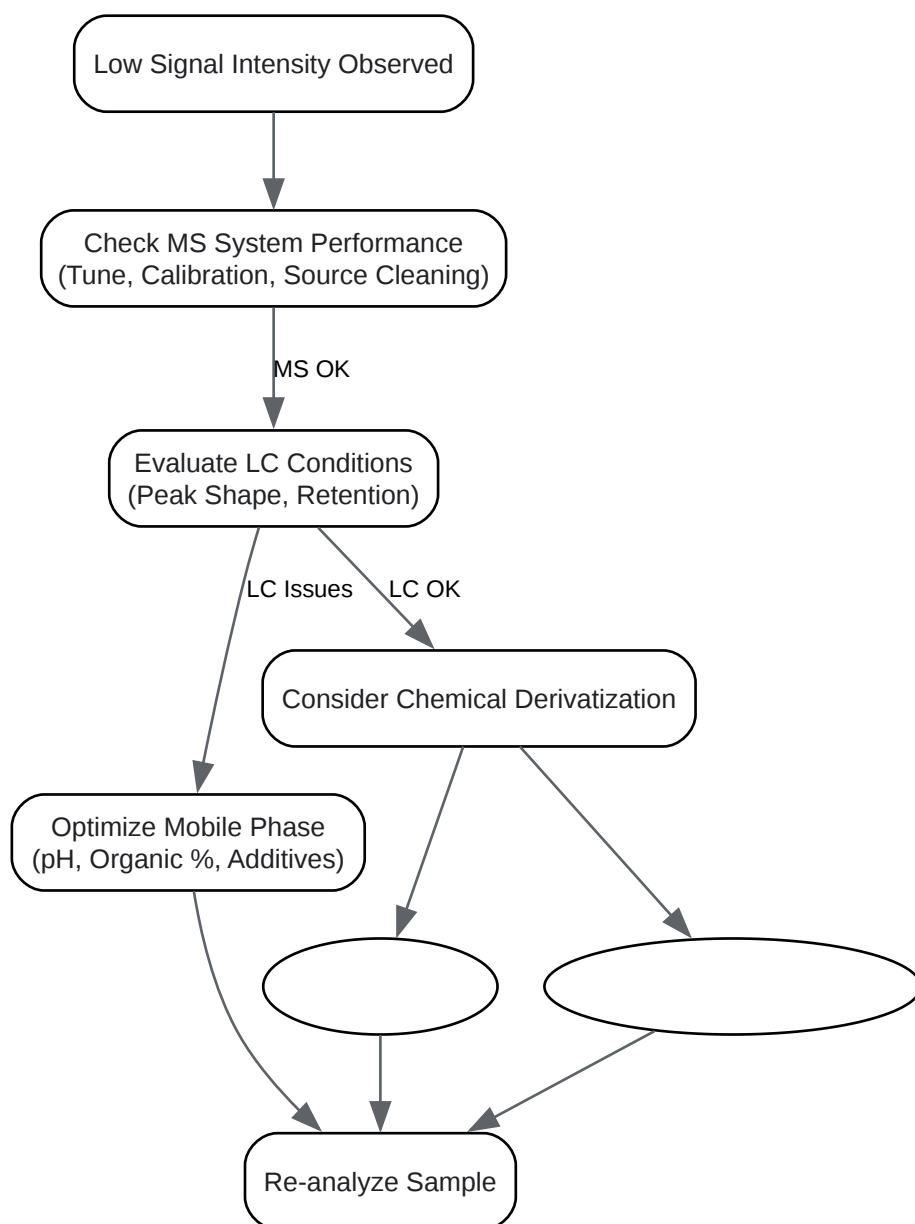 Low Signal Intensity Observed
Check MS System Performance
(Tune, Calibration, Source Cleaning)
MS OK
Evaluate LC Conditions
(Peak Shape, Retention)
LC Issues
LC OK
Consider Chemical Derivatization
Optimize Mobile Phase
(pH, Organic %, Additives)
Re-analyze Sample